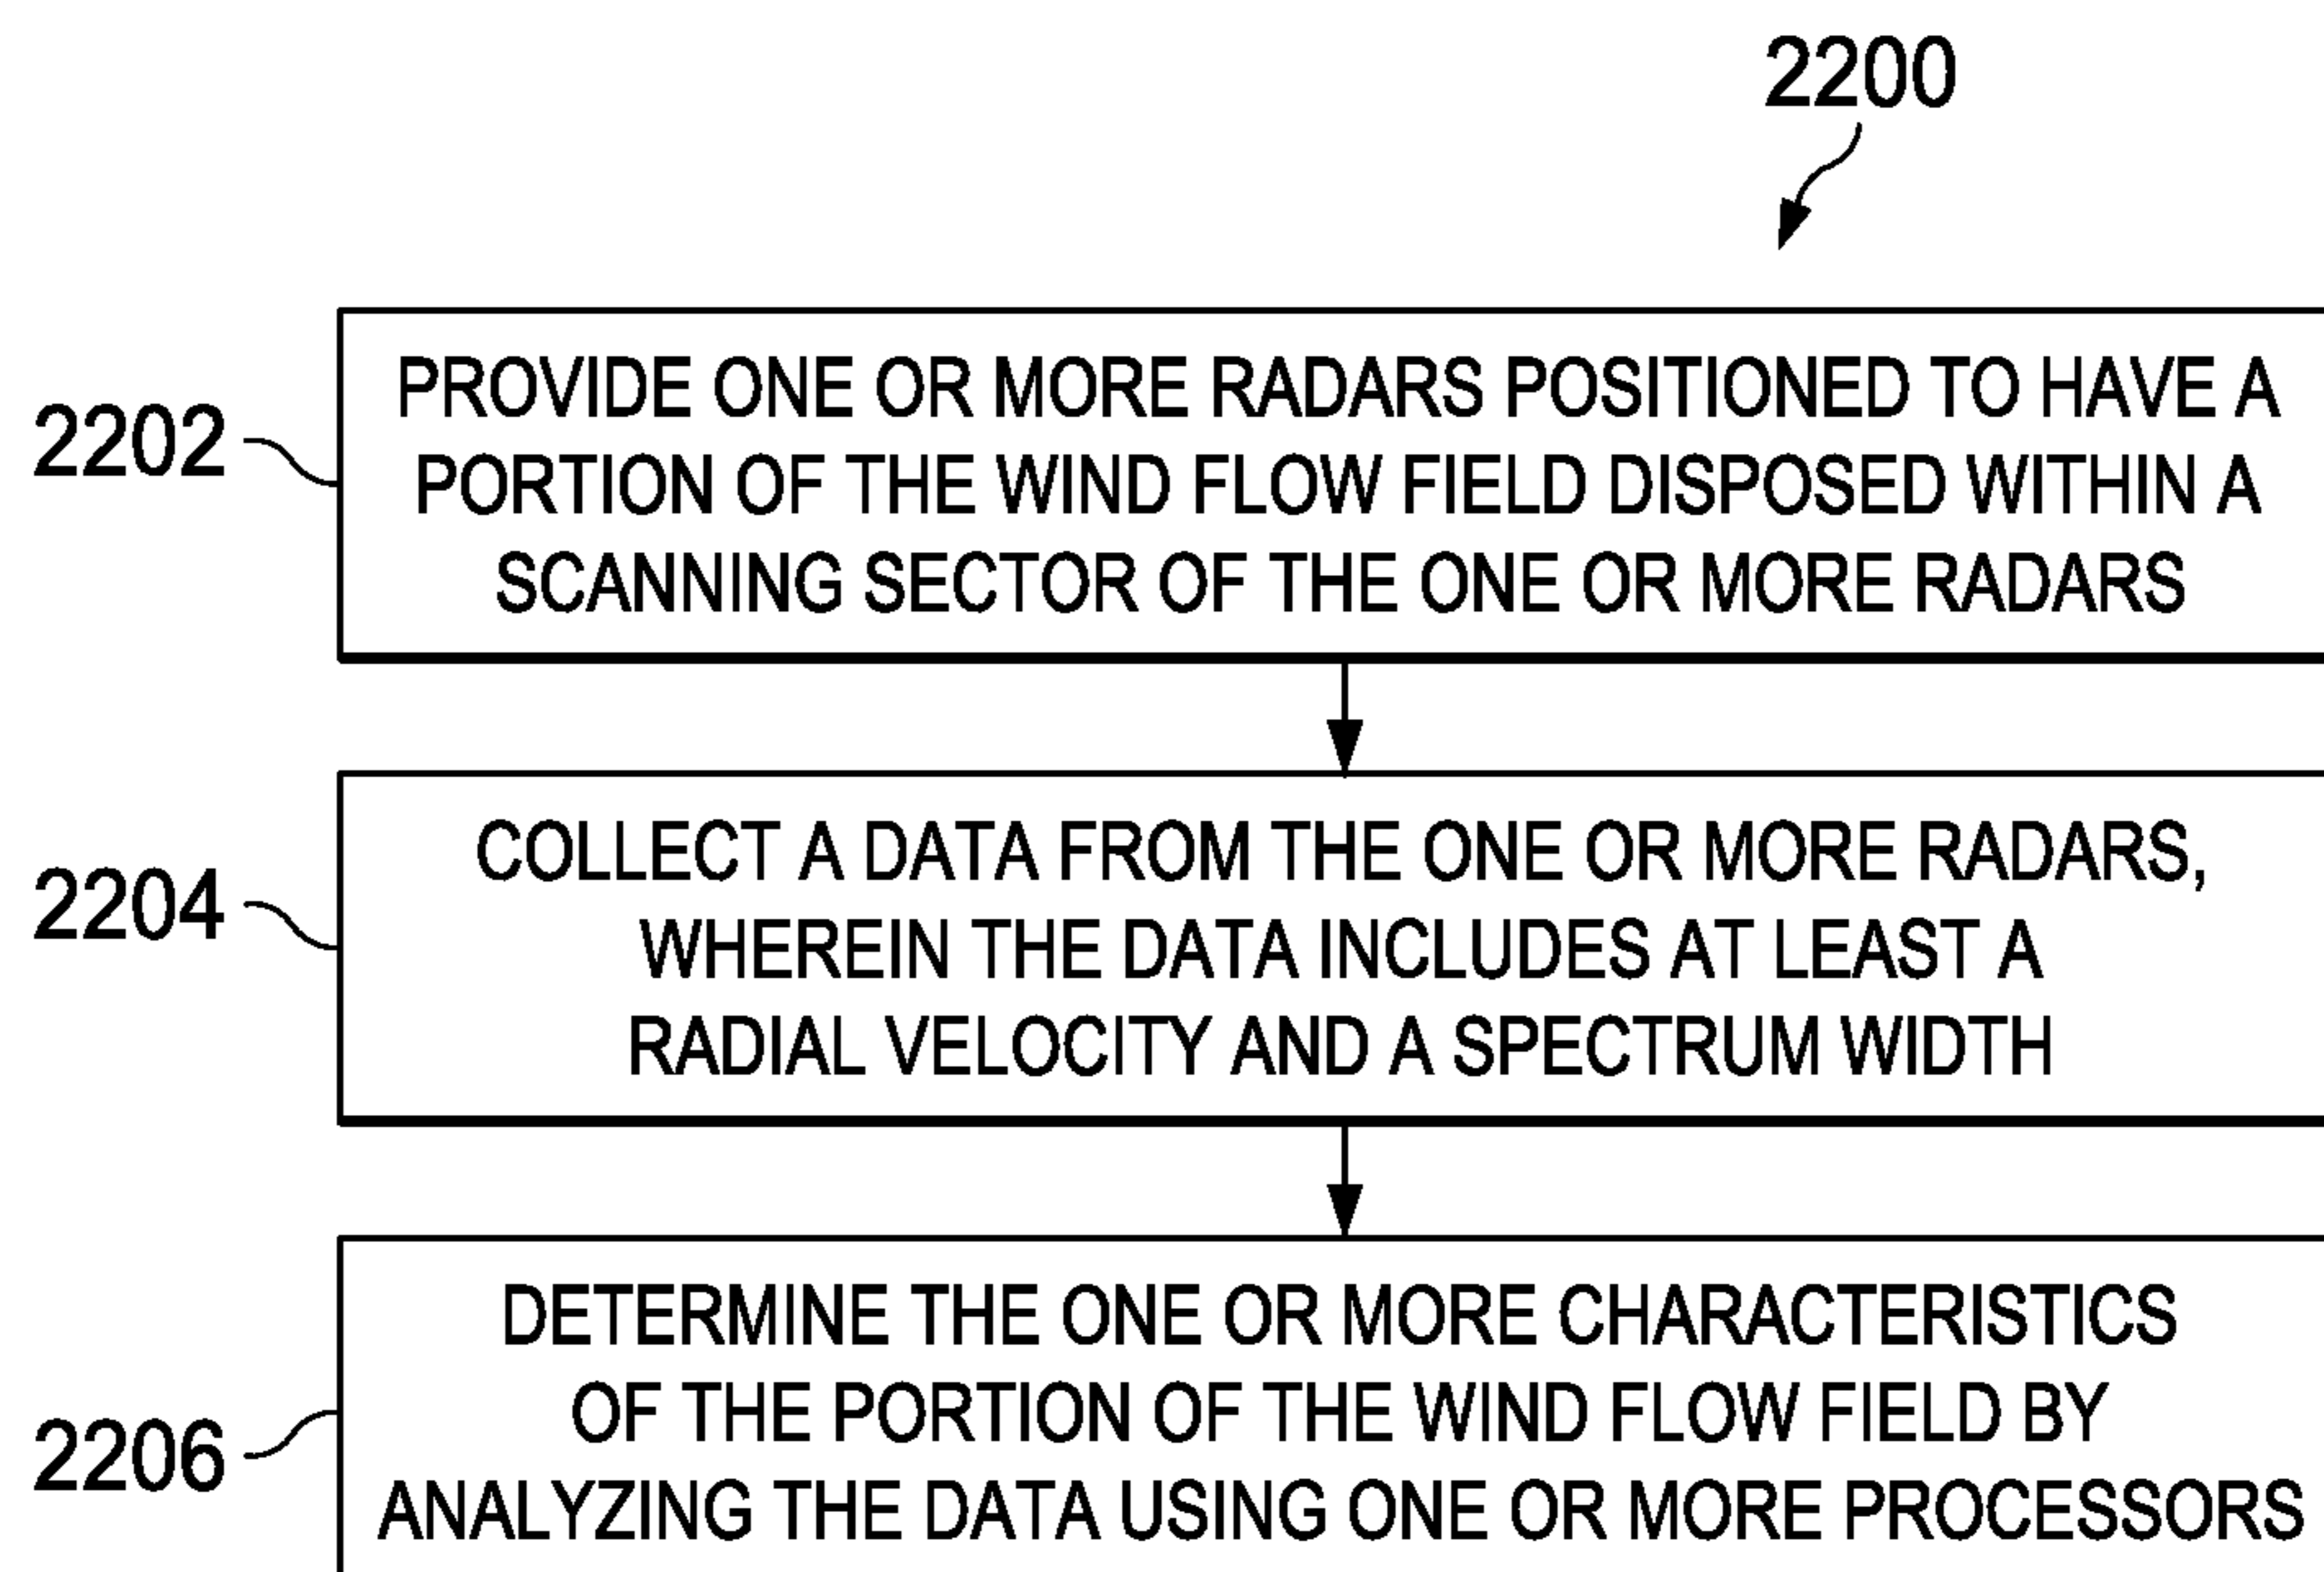 2200
2202
PROVIDE ONE OR MORE RADARS POSITIONED TO HAVE A
PORTION OF THE WIND FLOW FIELD DISPOSED WITHIN A
SCANNING SECTOR OF THE ONE OR MORE RADARS
2204
COLLECT A DATA FROM THE ONE OR MORE RADARS,
WHEREIN THE DATA INCLUDES AT LEAST A
RADIAL VELOCITY AND A SPECTRUM WIDTH
2206
DETERMINE THE ONE OR MORE CHARACTERISTICS
OF THE PORTION OF THE WIND FLOW FIELD BY
ANALYZING THE DATA USING ONE OR MORE PROCESSORS